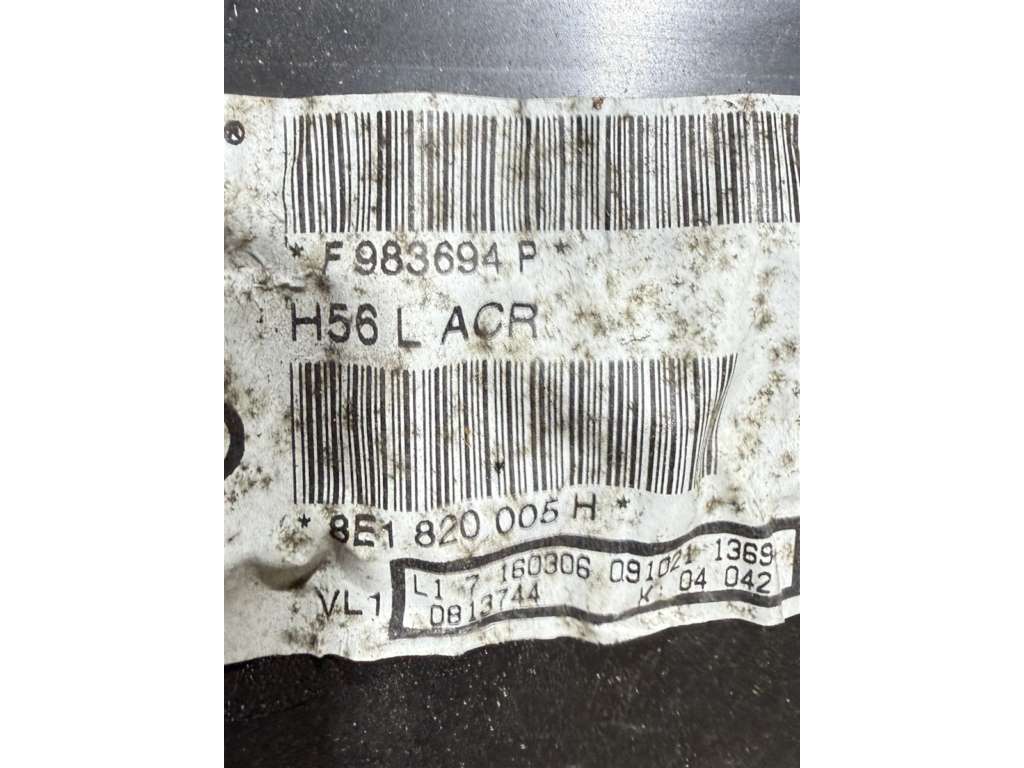 * F 983694 P *
H56 L ACR
* 8E1 820 005 H *
VL1
L1 7 160306 091021 1369
0813744 K: 04 042